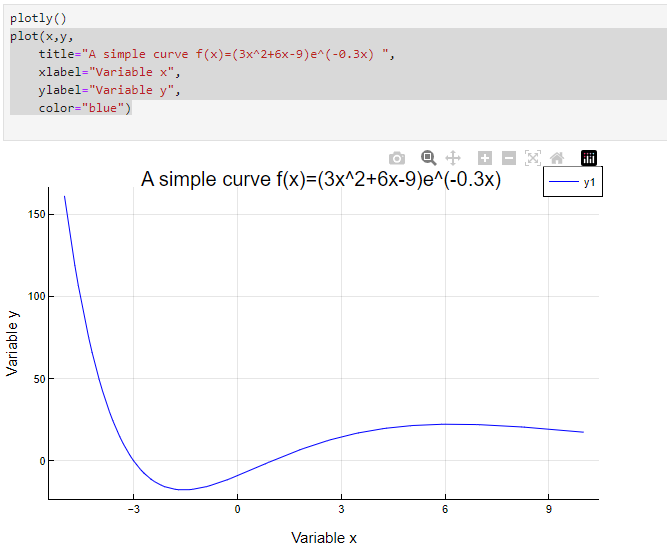 plotly()
plot(x,y,
title="A simple curve f(x)=(3x^2+6x-9)e^(-0.3x) ",
xlabel="Variable x",
ylabel="Variable y",
color="blue")
A simple curve f(x)=(3x^2+6x-9)e^(-0.3x)
y1
150
100
50
0
Variable y
−3
0
3
6
9
Variable x